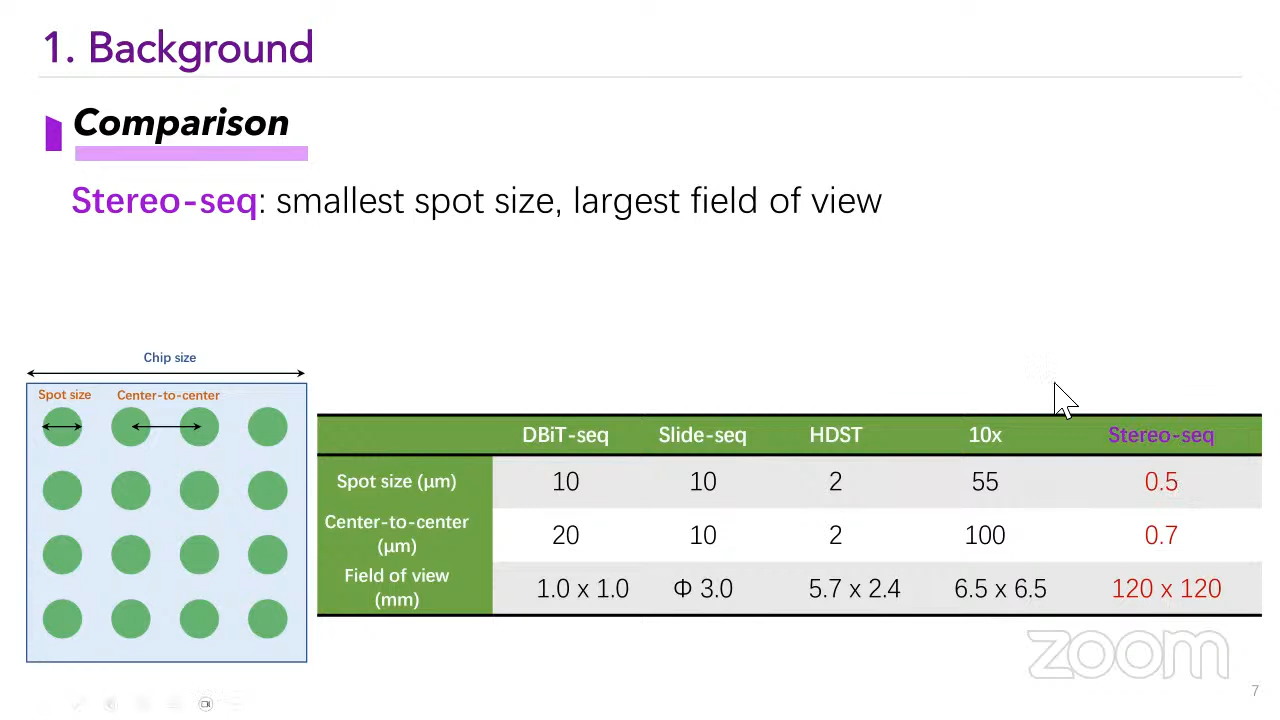 1. Background
Comparison
Stereo-seq: smallest spot size, largest field of view
Chip size
Spot size Center-to-center
DBiT-seq Slide-seq HDST 10x Stereo-seq
Spot size (μm) 10 10 2 55 0.5
Center-to-center (μm) 20 10 2 100 0.7
Field of view (mm) 1.0 x 1.0 Φ 3.0 5.7 x 2.4 6.5 x 6.5 120 x 120
zoom
7